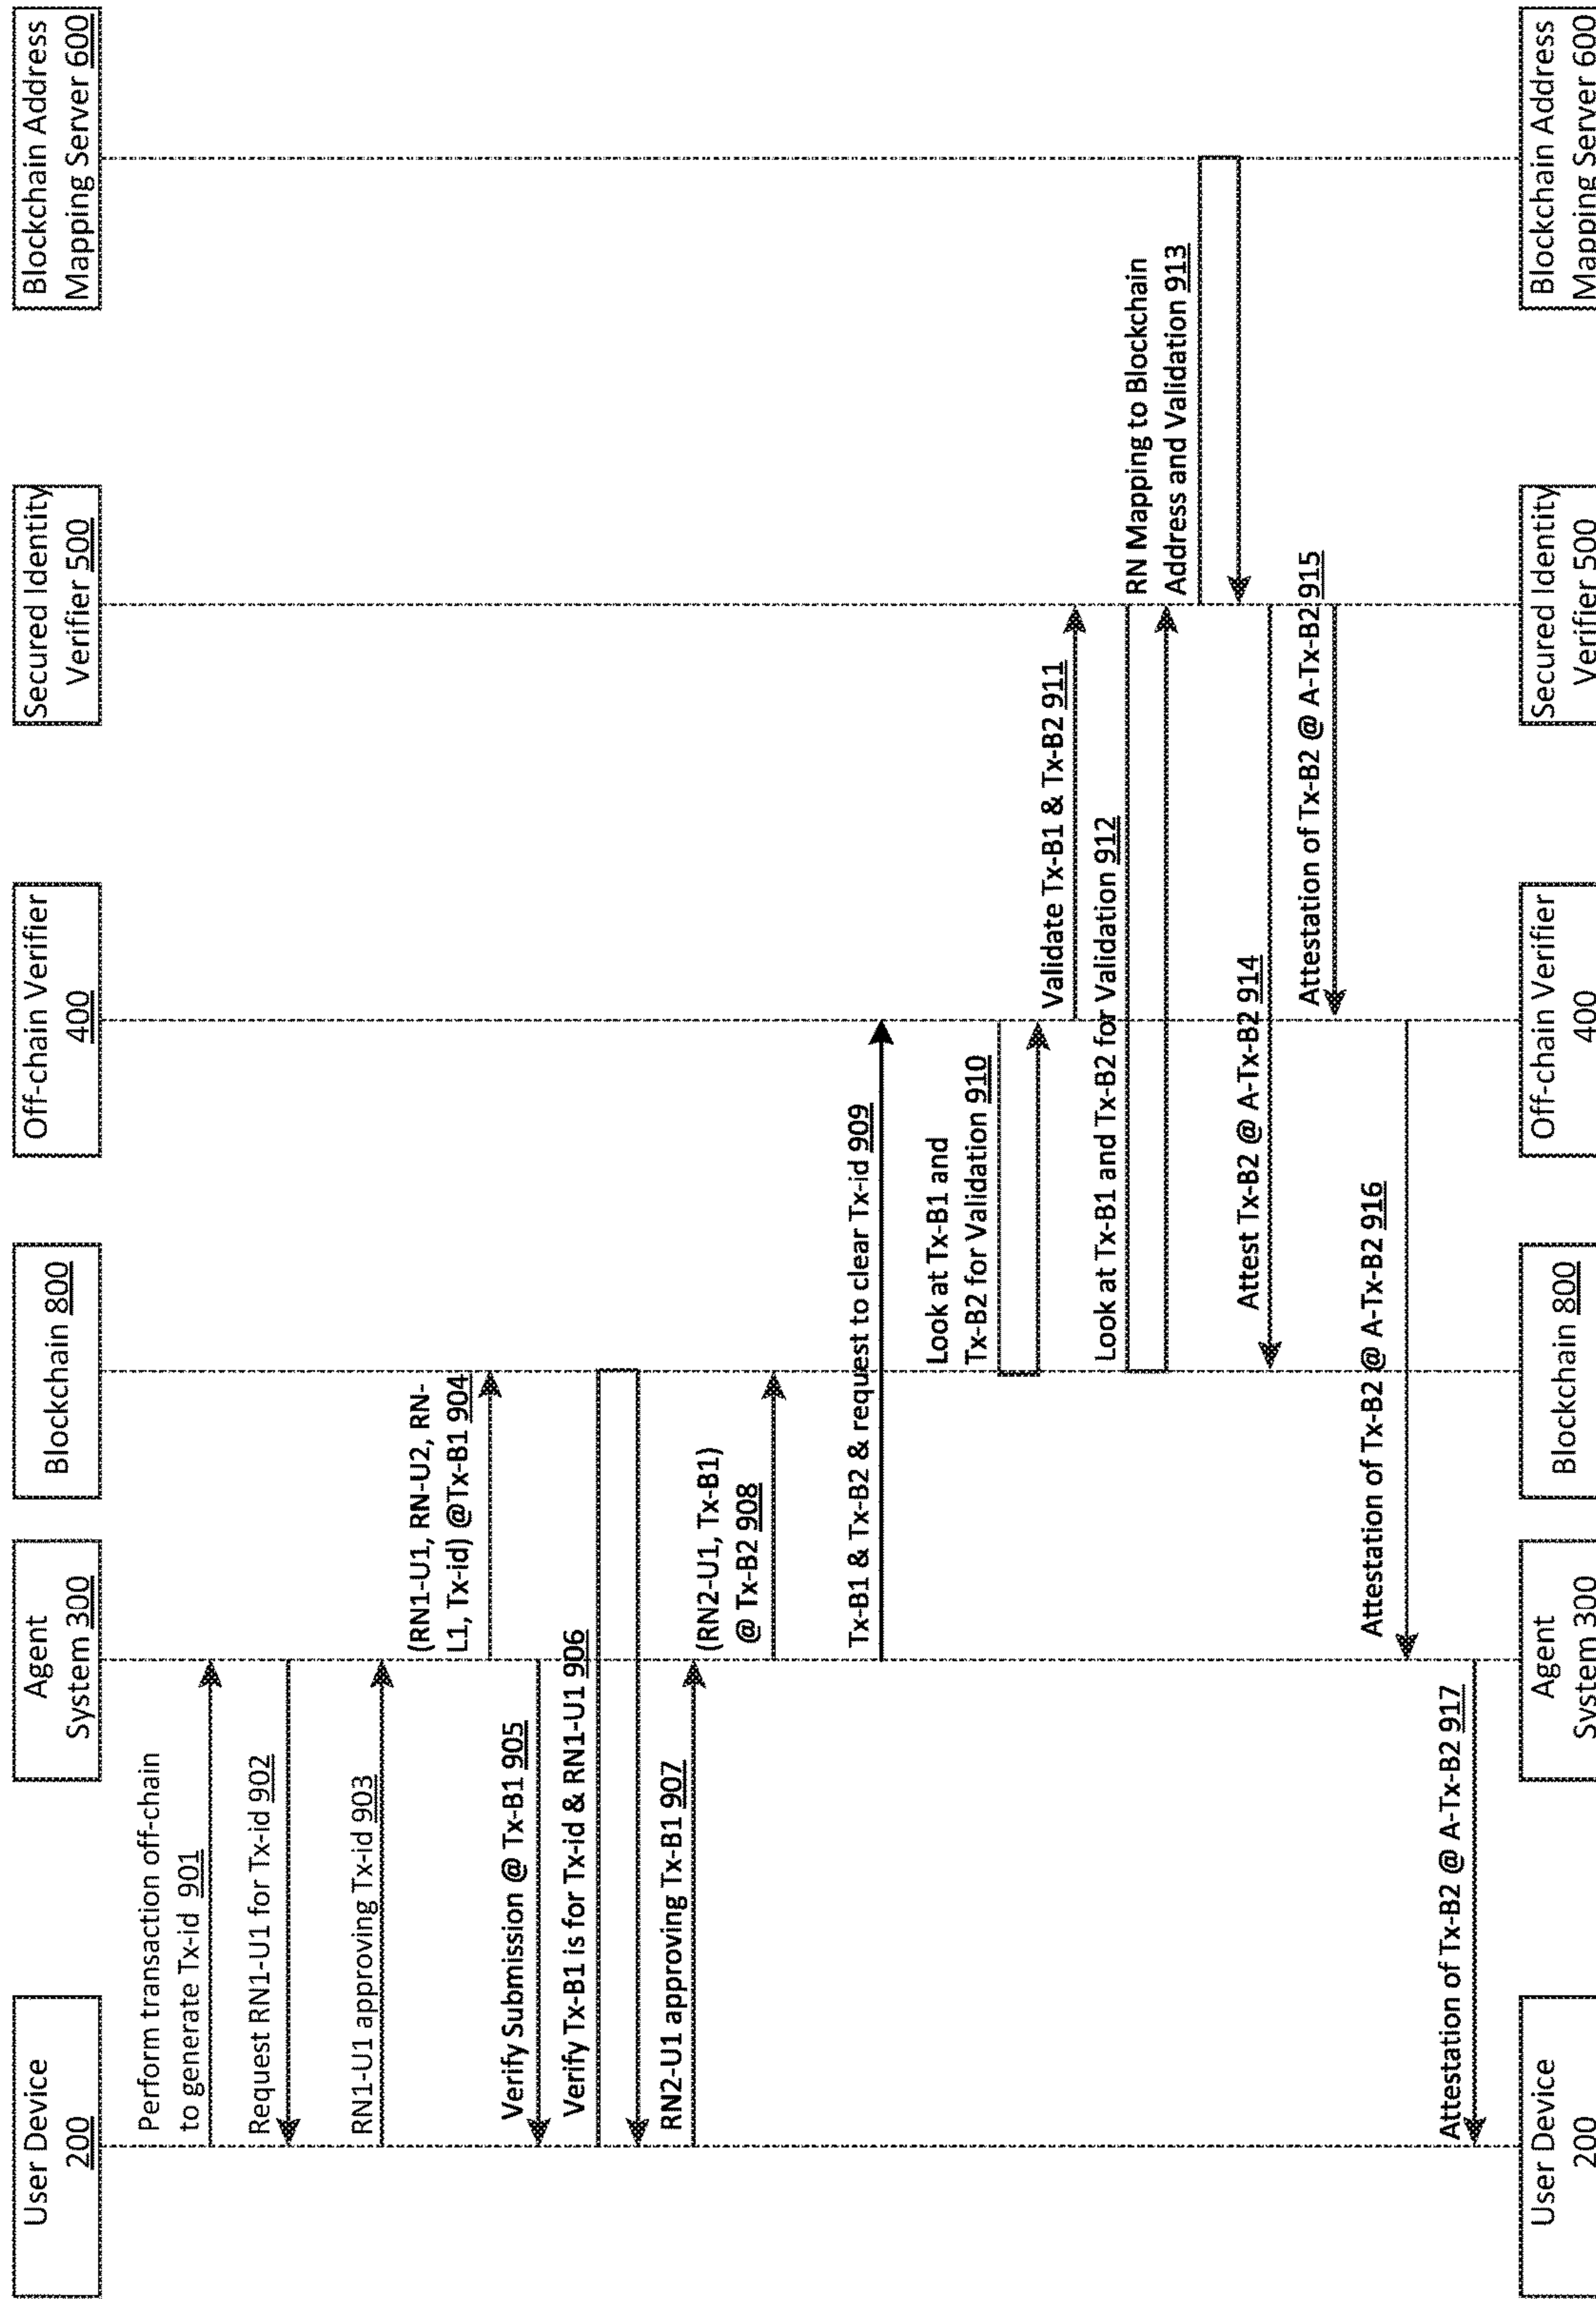 User Device
200
Agent
System 300
Blockchain 800
Off-chain Verifier
400
Secured Identity
Verifier 500
Blockchain Address
Mapping Server 600
Perform transaction off-chain
to generate Tx-id 901
Request RN1-U1 for Tx-id 902
RN1-U1 approving Tx-id 903
(RN1-U1, RN-U2, RN-
L1, Tx-id) @Tx-B1 904
Verify Submission @ Tx-B1 905
Verify Tx-B1 is for Tx-id & RN1-U1 906
RN2-U1 approving Tx-B1 907
(RN2-U1, Tx-B1)
@ Tx-B2 908
Tx-B1 & Tx-B2 & request to clear Tx-id 909
Look at Tx-B1 and
Tx-B2 for Validation 910
Validate Tx-B1 & Tx-B2 911
Look at Tx-B1 and Tx-B2 for Validation 912
RN Mapping to Blockchain
Address and Validation 913
Attest Tx-B2 @ A-Tx-B2 914
Attestation of Tx-B2 @ A-Tx-B2 915
Attestation of Tx-B2 @ A-Tx-B2 916
Attestation of Tx-B2 @ A-Tx-B2 917
User Device
200
Agent
System 300
Blockchain 800
Off-chain Verifier
400
Secured Identity
Verifier 500
Blockchain Address
Mapping Server 600